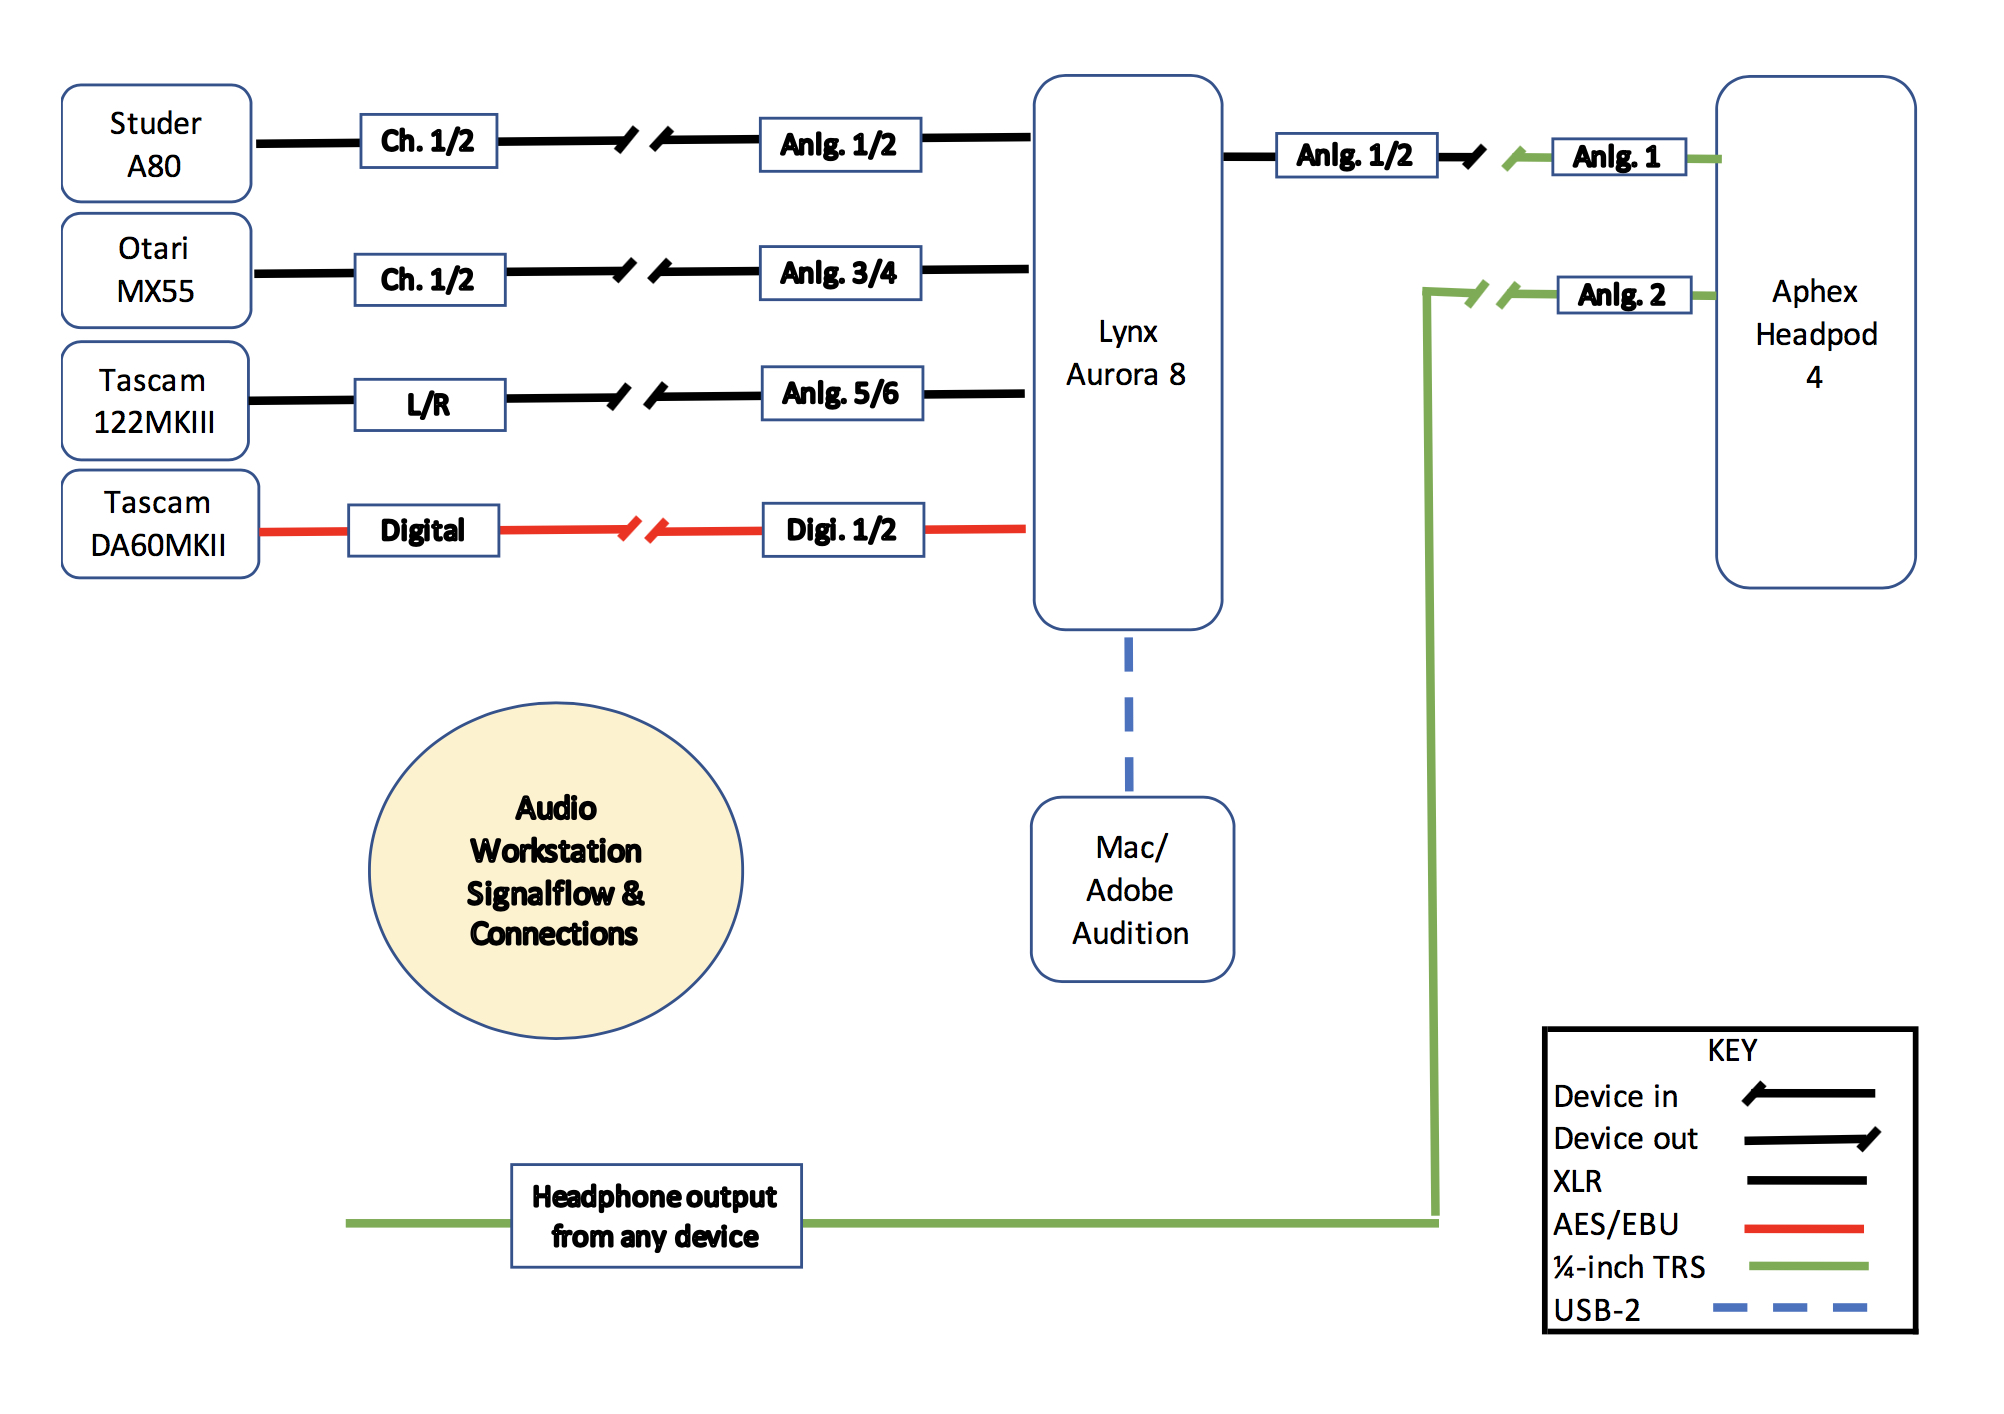 Studer
A80
Ch. 1/2
Anlg. 1/2
Otari
MX55
Ch. 1/2
Anlg. 3/4
Tascam
122MKIII
L/R
Anlg. 5/6
Tascam
DA60MKII
Digital
Digi. 1/2
Lynx
Aurora 8
Anlg. 1/2
Anlg. 1
Anlg. 2
Aphex
Headpod
4
Audio
Workstation
Signalflow &
Connections
Mac/
Adobe
Audition
Headphone output
from any device
KEY
Device in
Device out
XLR
AES/EBU
¼-inch TRS
USB-2